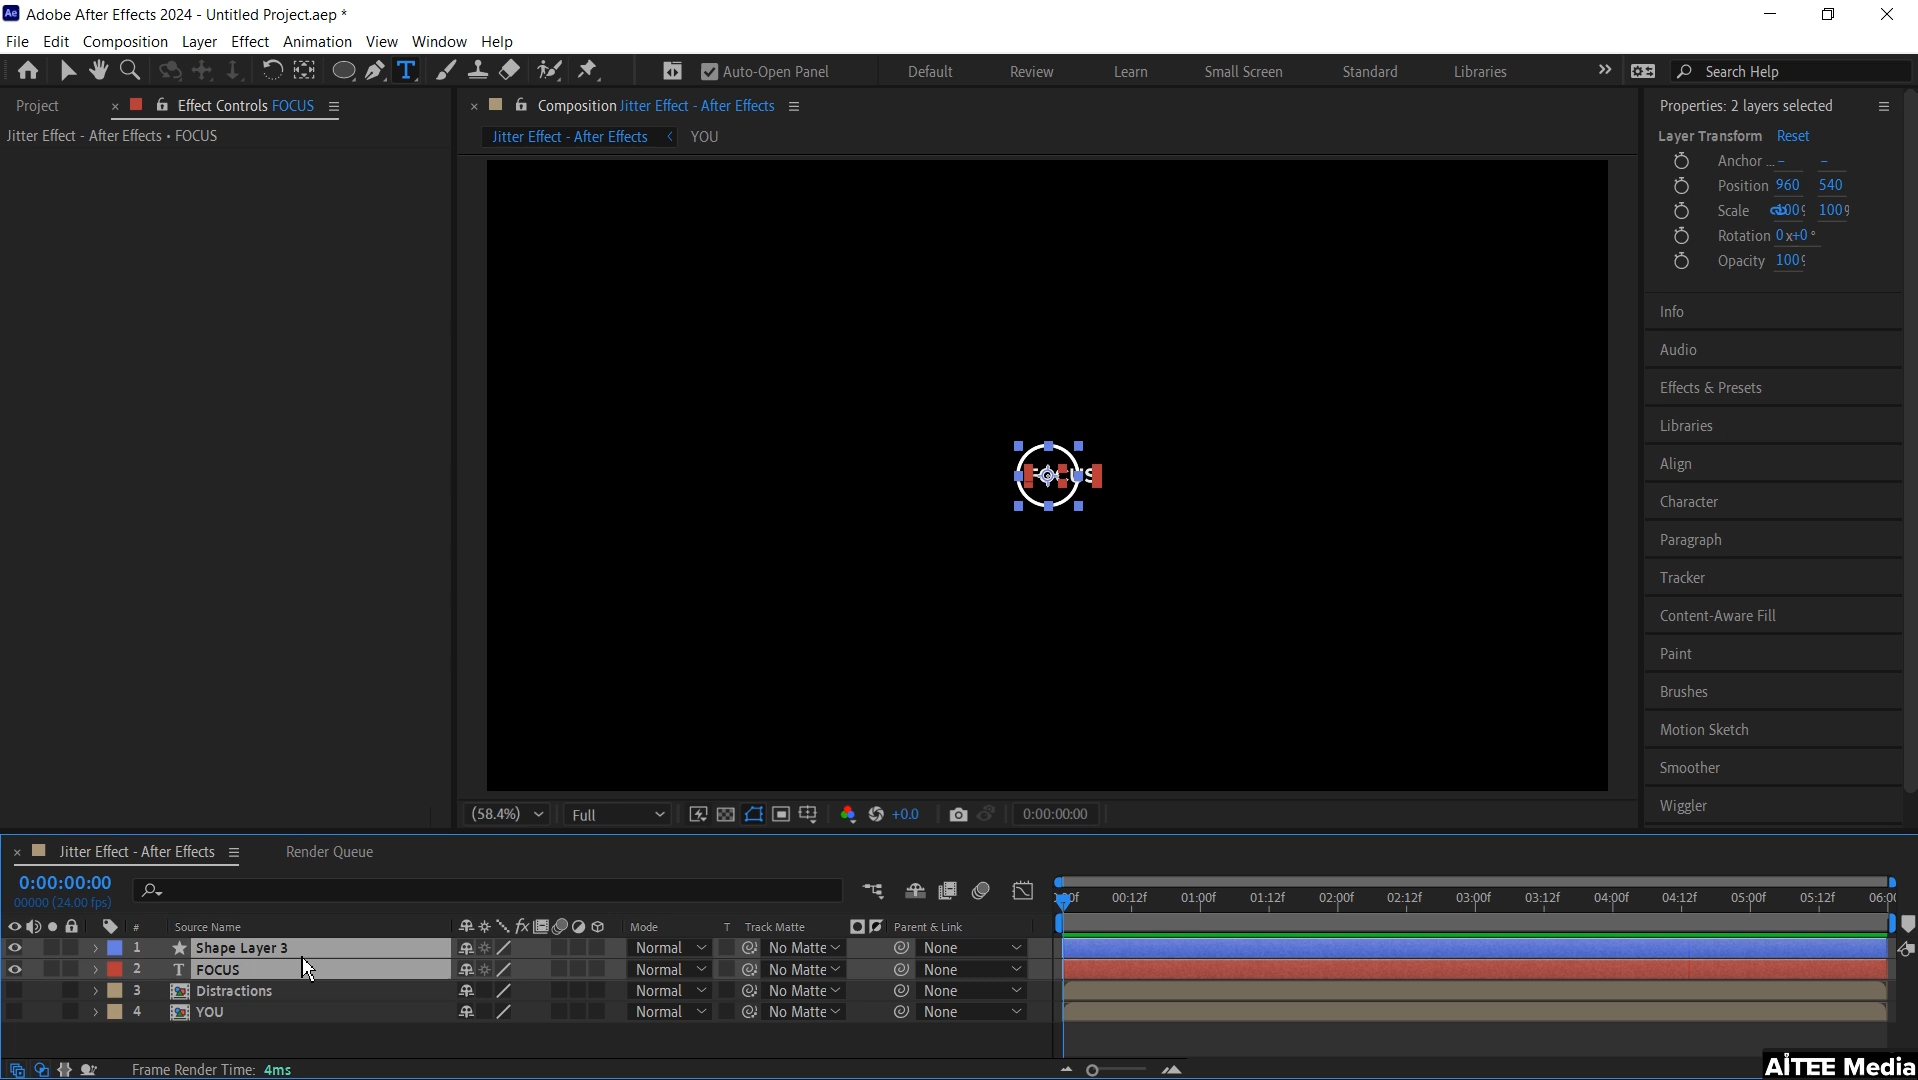 Ae Adobe After Effects 2024 - Untitled Project.aep *
File Edit Composition Layer Effect Animation View Window Help
T Auto-Open Panel Default Review Learn Small Screen Standard Libraries Search Help
Project Effect Controls FOCUS
Jitter Effect - After Effects • FOCUS
Composition Jitter Effect - After Effects
Jitter Effect - After Effects YOU
Properties: 2 layers selected
Layer Transform Reset
Anchor ... – –
Position 960 540
Scale 100 100
Rotation 0x+0°
Opacity 100
Info
Audio
Effects & Presets
Libraries
Align
Character
Paragraph
Tracker
Content-Aware Fill
Paint
Brushes
Motion Sketch
Smoother
Wiggler
FOCUS
(58.4%) Full +0.0 0:00:00:00
Jitter Effect - After Effects Render Queue
0:00:00:00
00000 (24.00 fps)
00:12f 01:00f 01:12f 02:00f 02:12f 03:00f 03:12f 04:00f 04:12f 05:00f 05:12f 06:00
# Source Name fx Mode T Track Matte Parent & Link
1 Shape Layer 3 Normal No Matte None
2 T FOCUS Normal No Matte None
3 Distractions Normal No Matte None
4 YOU Normal No Matte None
Frame Render Time: 4ms
AiTEE Media